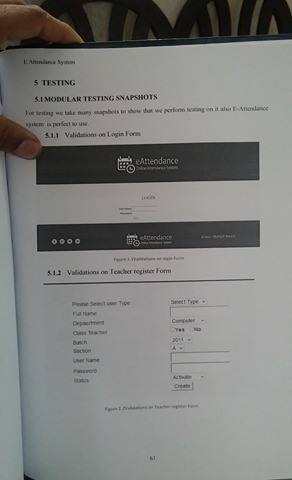 E Attendance System
5 TESTING
5.1 MODULAR TESTING SNAPSHOTS
For testing we take many snapshots to show that we perform testing on it also E-Attendance
system is perfect to use
5.1.1 Validations on Login Form
eAttendance
Online Attendance System
LOGIN
Username
Password
eAttendance
Online Attendance System
Figure 1.1Validations on login Form
5.1.2 Validations on Teacher register Form
Please Select user Type Select Type
Full Name
Department Computer
Class Teacher Yes No
Batch 2011
Section A
User Name
Password
Status Activate
Create
Figure 2.2Validations on Teacher register Form
61